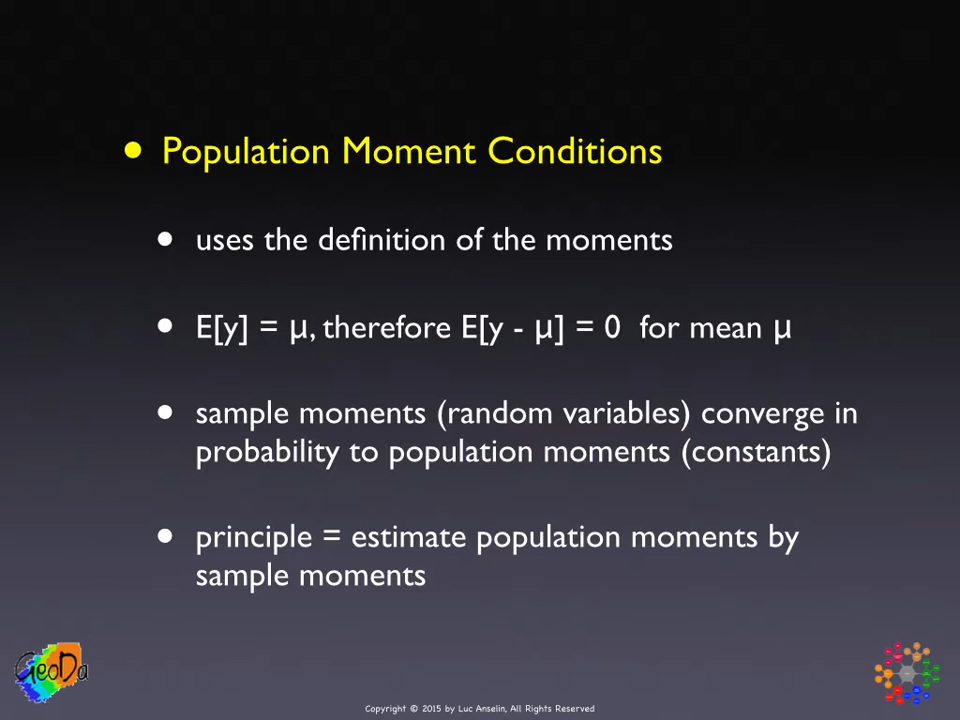 • Population Moment Conditions
• uses the definition of the moments
• E[y] = μ, therefore E[y - μ] = 0 for mean μ
• sample moments (random variables) converge in
probability to population moments (constants)
• principle = estimate population moments by
sample moments
GeoDa
Copyright © 2015 by Luc Anselin, All Rights Reserved